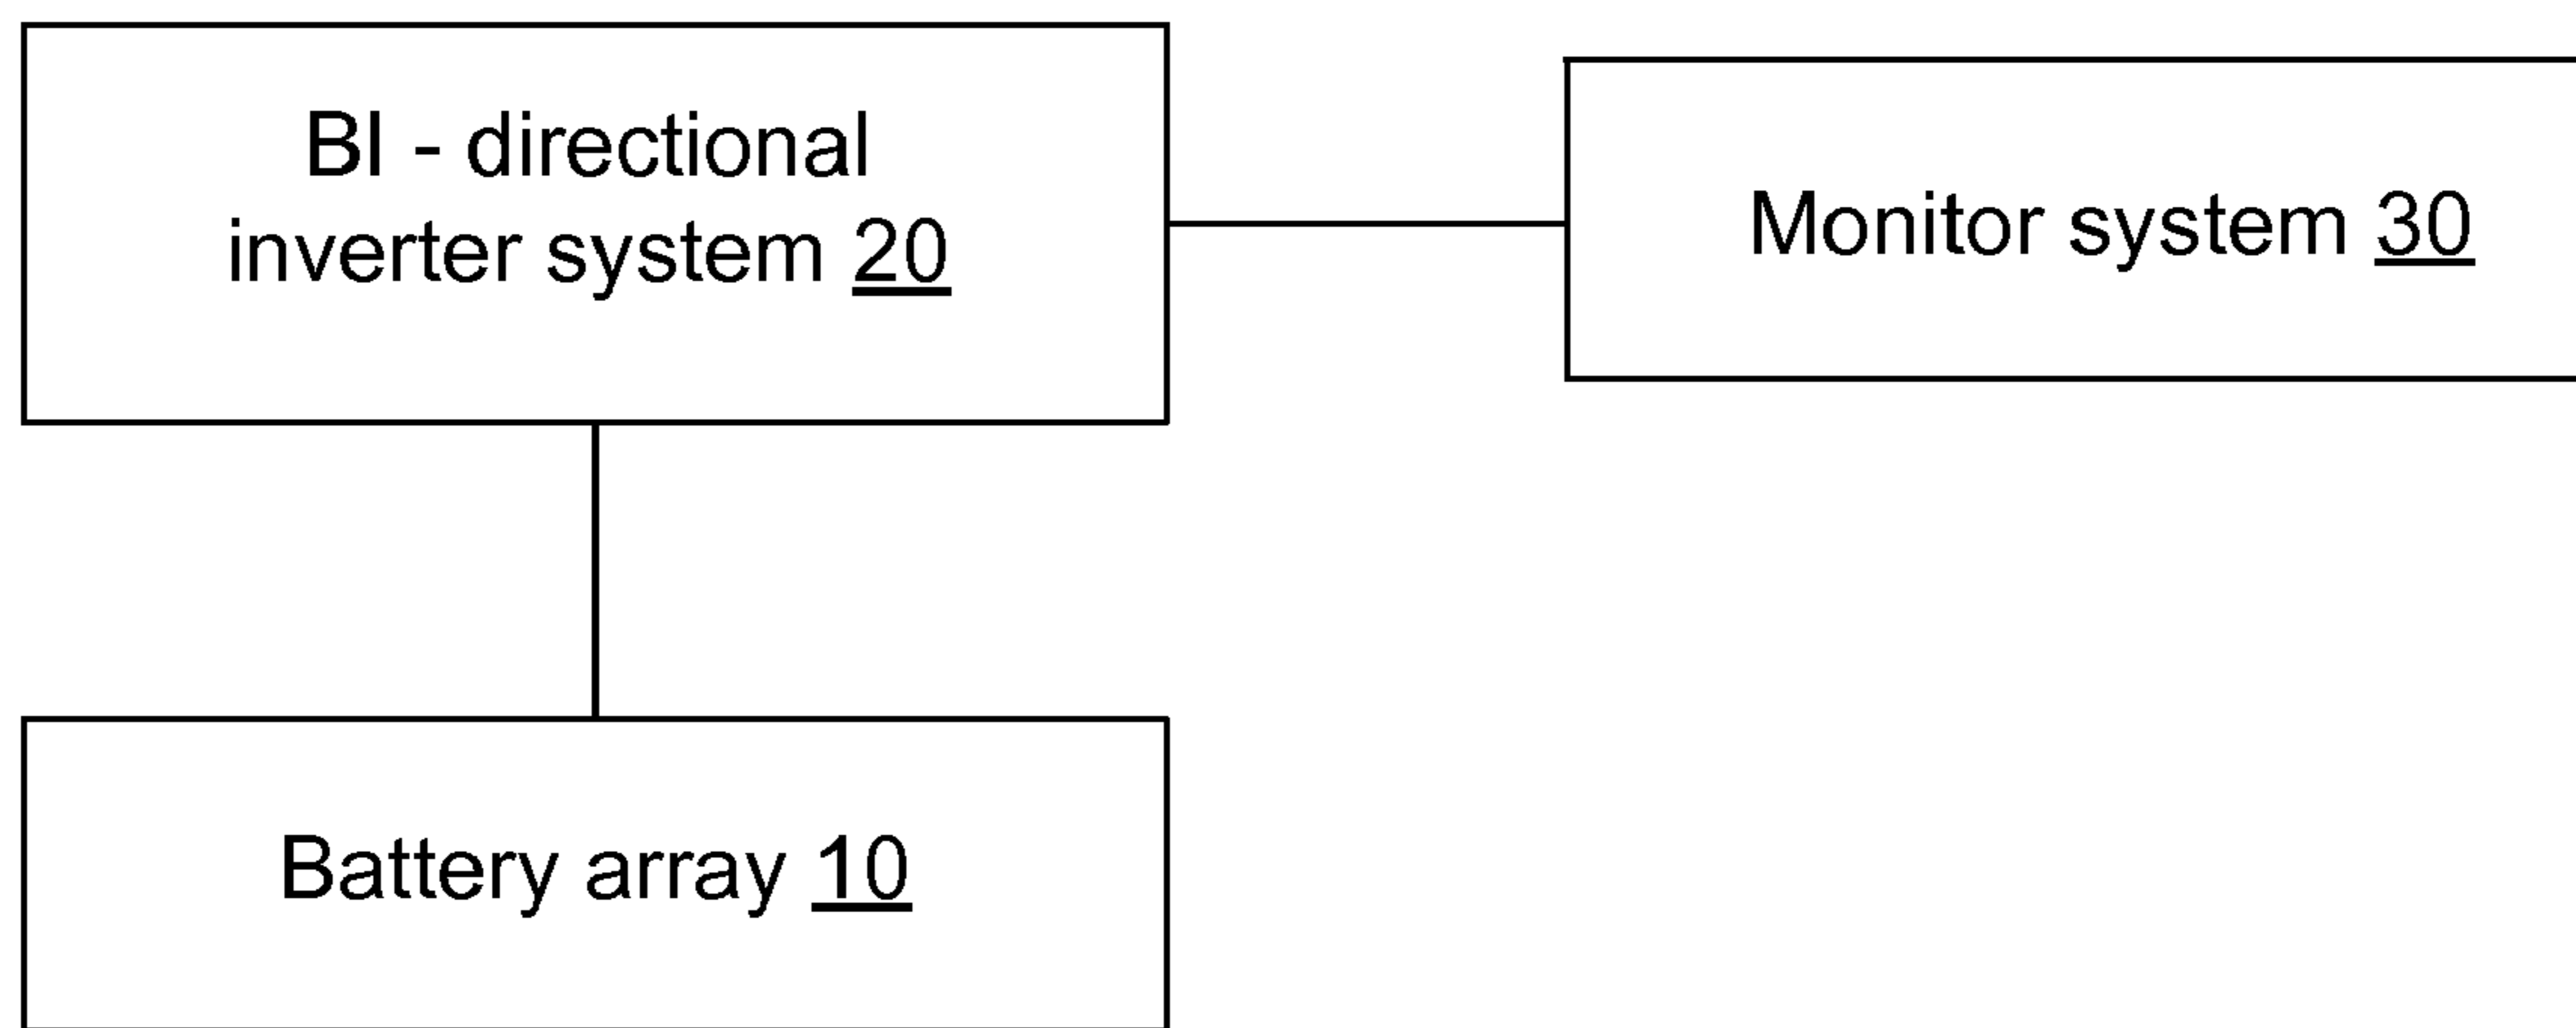 BI - directional
inverter system 20
Monitor system 30
Battery array 10